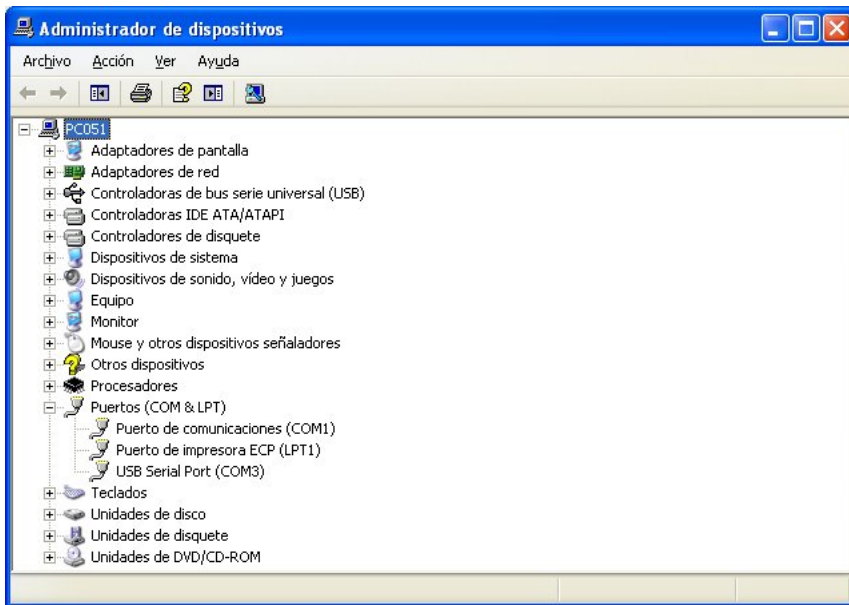 Administrador de dispositivos
Archivo Acción Ver Ayuda
PC051
Adaptadores de pantalla
Adaptadores de red
Controladoras de bus serie universal (USB)
Controladoras IDE ATA/ATAPI
Controladores de disquete
Dispositivos de sistema
Dispositivos de sonido, vídeo y juegos
Equipo
Monitor
Mouse y otros dispositivos señaladores
Otros dispositivos
Procesadores
Puertos (COM & LPT)
Puerto de comunicaciones (COM1)
Puerto de impresora ECP (LPT1)
USB Serial Port (COM3)
Teclados
Unidades de disco
Unidades de disquete
Unidades de DVD/CD-ROM